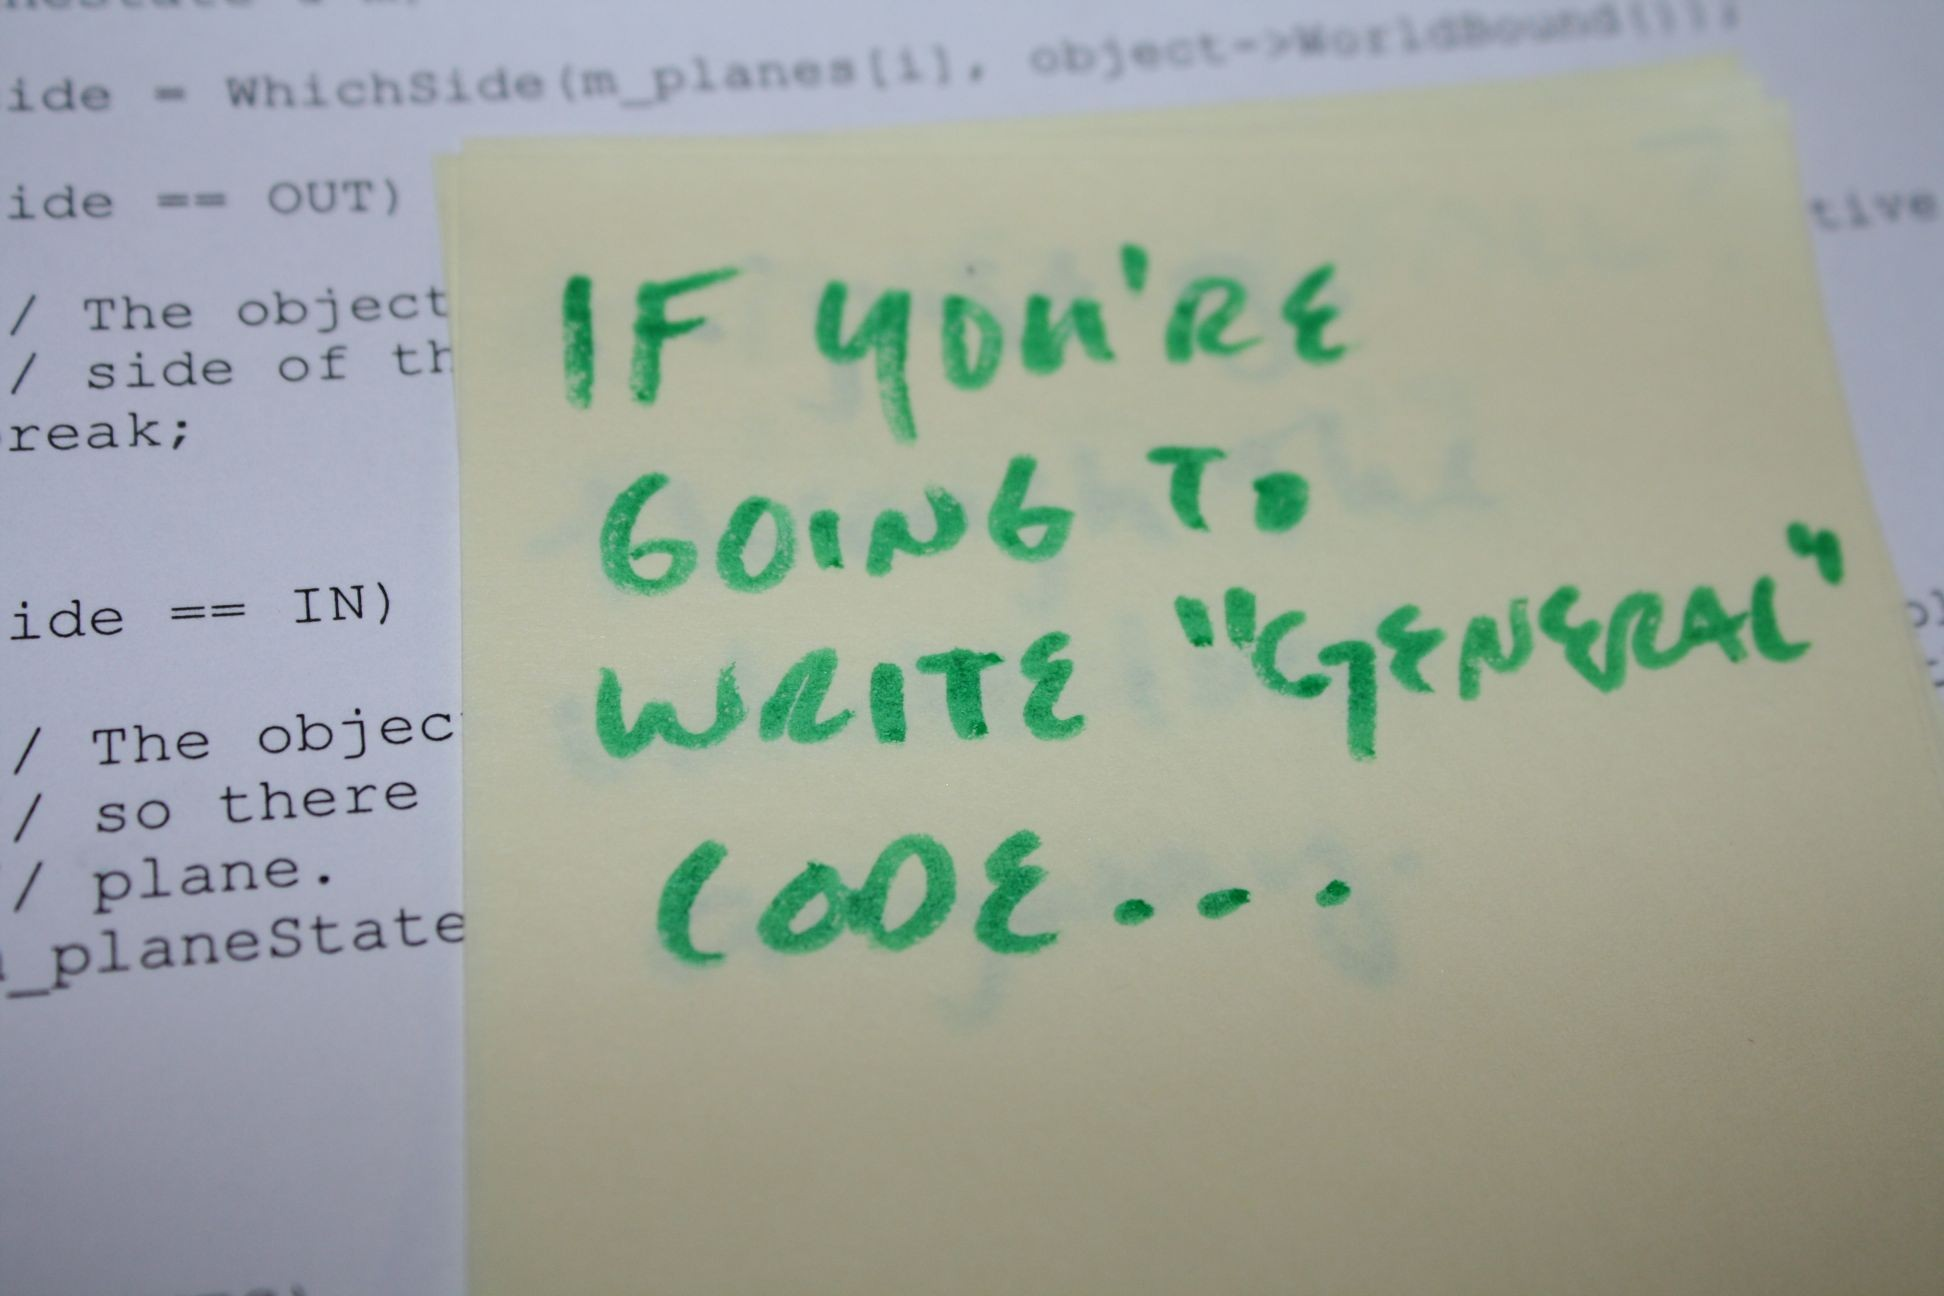 ide = WhichSide(m_planes[i], object->WorldBound());
ide == OUT)
tive
/ The object
/ side of th
reak;
IF YOU'RE
GOING TO
WRITE "GENERAL"
CODE...
ide == IN)
/ The objec
/ so there
/ plane.
_planeState